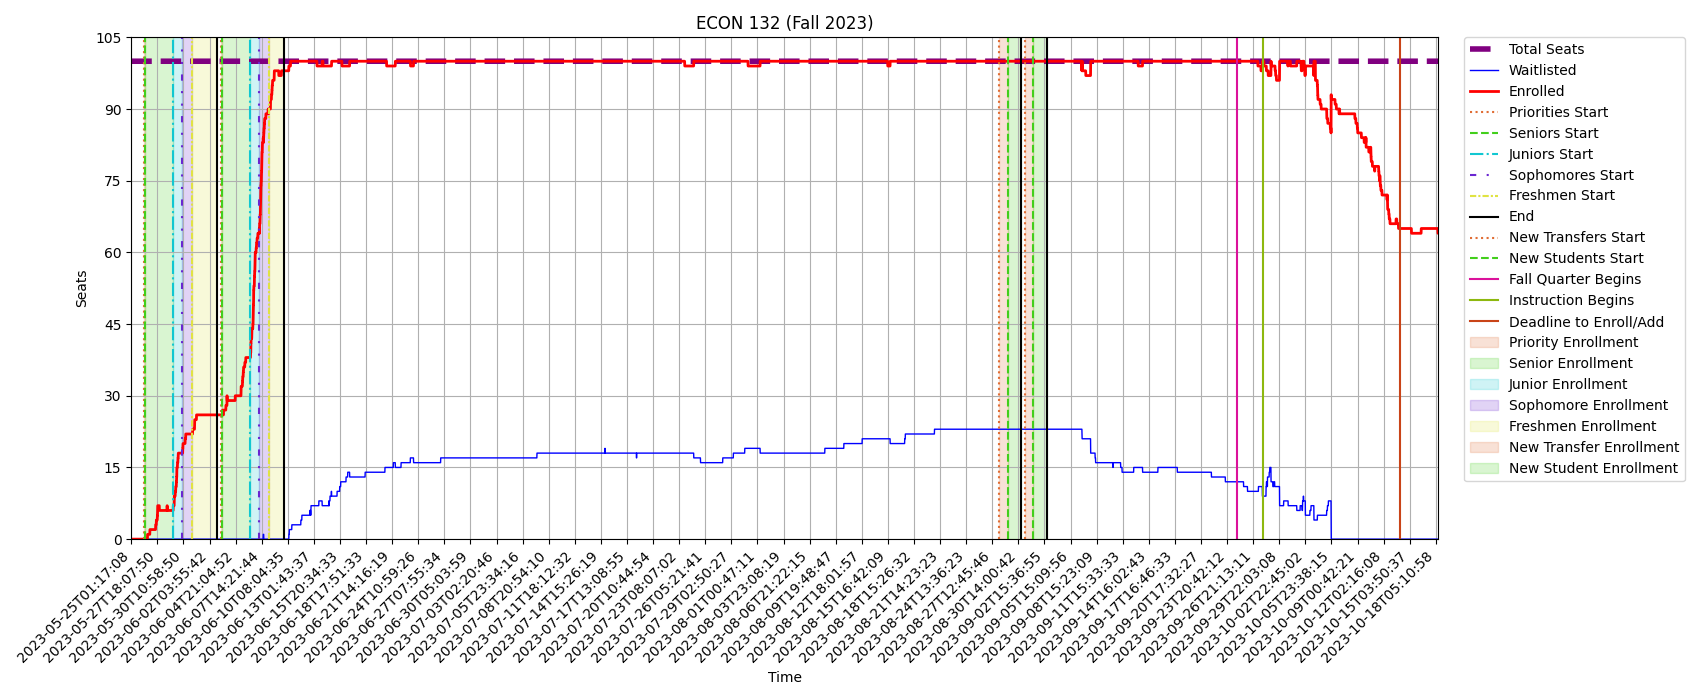 ECON 132 (Fall 2023)
105
90
75
60
45
30
15
0
Seats
2023-05-25T01:17:08
2023-05-27T18:07:50
2023-05-30T10:58:50
2023-06-02T03:55:42
2023-06-04T21:04:52
2023-06-07T14:21:44
2023-06-10T08:04:35
2023-06-13T01:43:37
2023-06-15T20:34:33
2023-06-18T17:51:33
2023-06-21T14:16:19
2023-06-24T10:59:26
2023-06-27T07:55:34
2023-06-30T05:03:59
2023-07-03T02:20:46
2023-07-05T23:34:16
2023-07-08T20:54:10
2023-07-11T18:12:32
2023-07-14T15:26:19
2023-07-17T13:08:55
2023-07-20T10:44:54
2023-07-23T08:07:02
2023-07-26T05:21:41
2023-07-29T02:50:27
2023-08-01T00:47:11
2023-08-03T23:08:19
2023-08-06T21:22:15
2023-08-09T19:48:47
2023-08-12T18:01:57
2023-08-15T16:42:09
2023-08-18T15:26:32
2023-08-21T14:23:23
2023-08-24T13:36:23
2023-08-27T12:45:46
2023-08-30T14:00:42
2023-09-02T15:36:55
2023-09-05T15:09:56
2023-09-08T15:23:09
2023-09-11T15:33:33
2023-09-14T16:02:43
2023-09-17T16:46:33
2023-09-20T17:32:27
2023-09-23T20:42:12
2023-09-26T21:13:11
2023-09-29T22:03:08
2023-10-02T22:45:02
2023-10-05T23:38:15
2023-10-09T00:42:21
2023-10-12T02:16:08
2023-10-15T03:50:37
2023-10-18T05:10:58
Time
Total Seats
Waitlisted
Enrolled
Priorities Start
Seniors Start
Juniors Start
Sophomores Start
Freshmen Start
End
New Transfers Start
New Students Start
Fall Quarter Begins
Instruction Begins
Deadline to Enroll/Add
Priority Enrollment
Senior Enrollment
Junior Enrollment
Sophomore Enrollment
Freshmen Enrollment
New Transfer Enrollment
New Student Enrollment